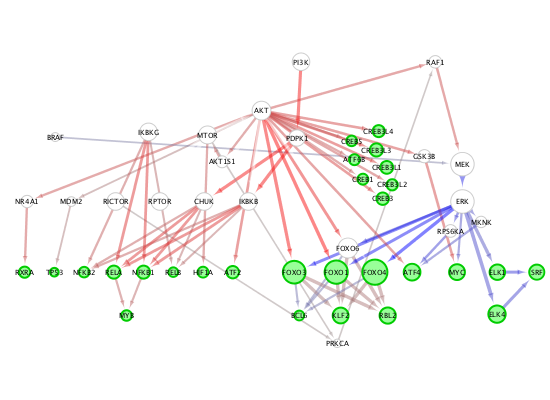 PI3K
RAF1
AKT
IKBKG
MTOR
PDPK1
CREB3L4
CREB5
BRAF
CREB3L3
AKT1S1
ATF6B
GSK3B
MEK
CREB3L1
CREB1
CREB3L2
NR4A1
MDM2
RICTOR
RPTOR
CHUK
IKBKB
CREB3
ERK
MKNK
RPS6KA
FOXO6
RXRA
TP53
NFKB2
RELA
NFKB1
RELB
HIF1A
ATF2
FOXO3
FOXO1
FOXO4
ATF4
MYC
ELK1
SRF
MYB
BCL6
KLF2
RBL2
ELK4
PRKCA